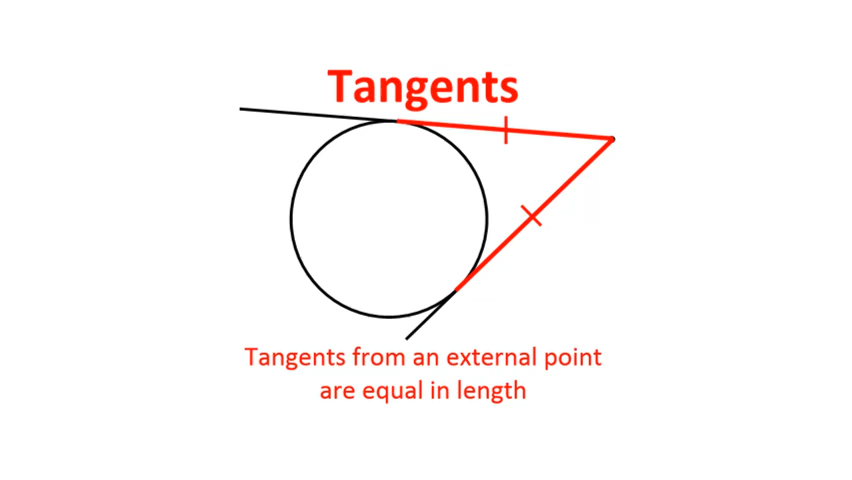 Tangents
Tangents from an external point
are equal in length